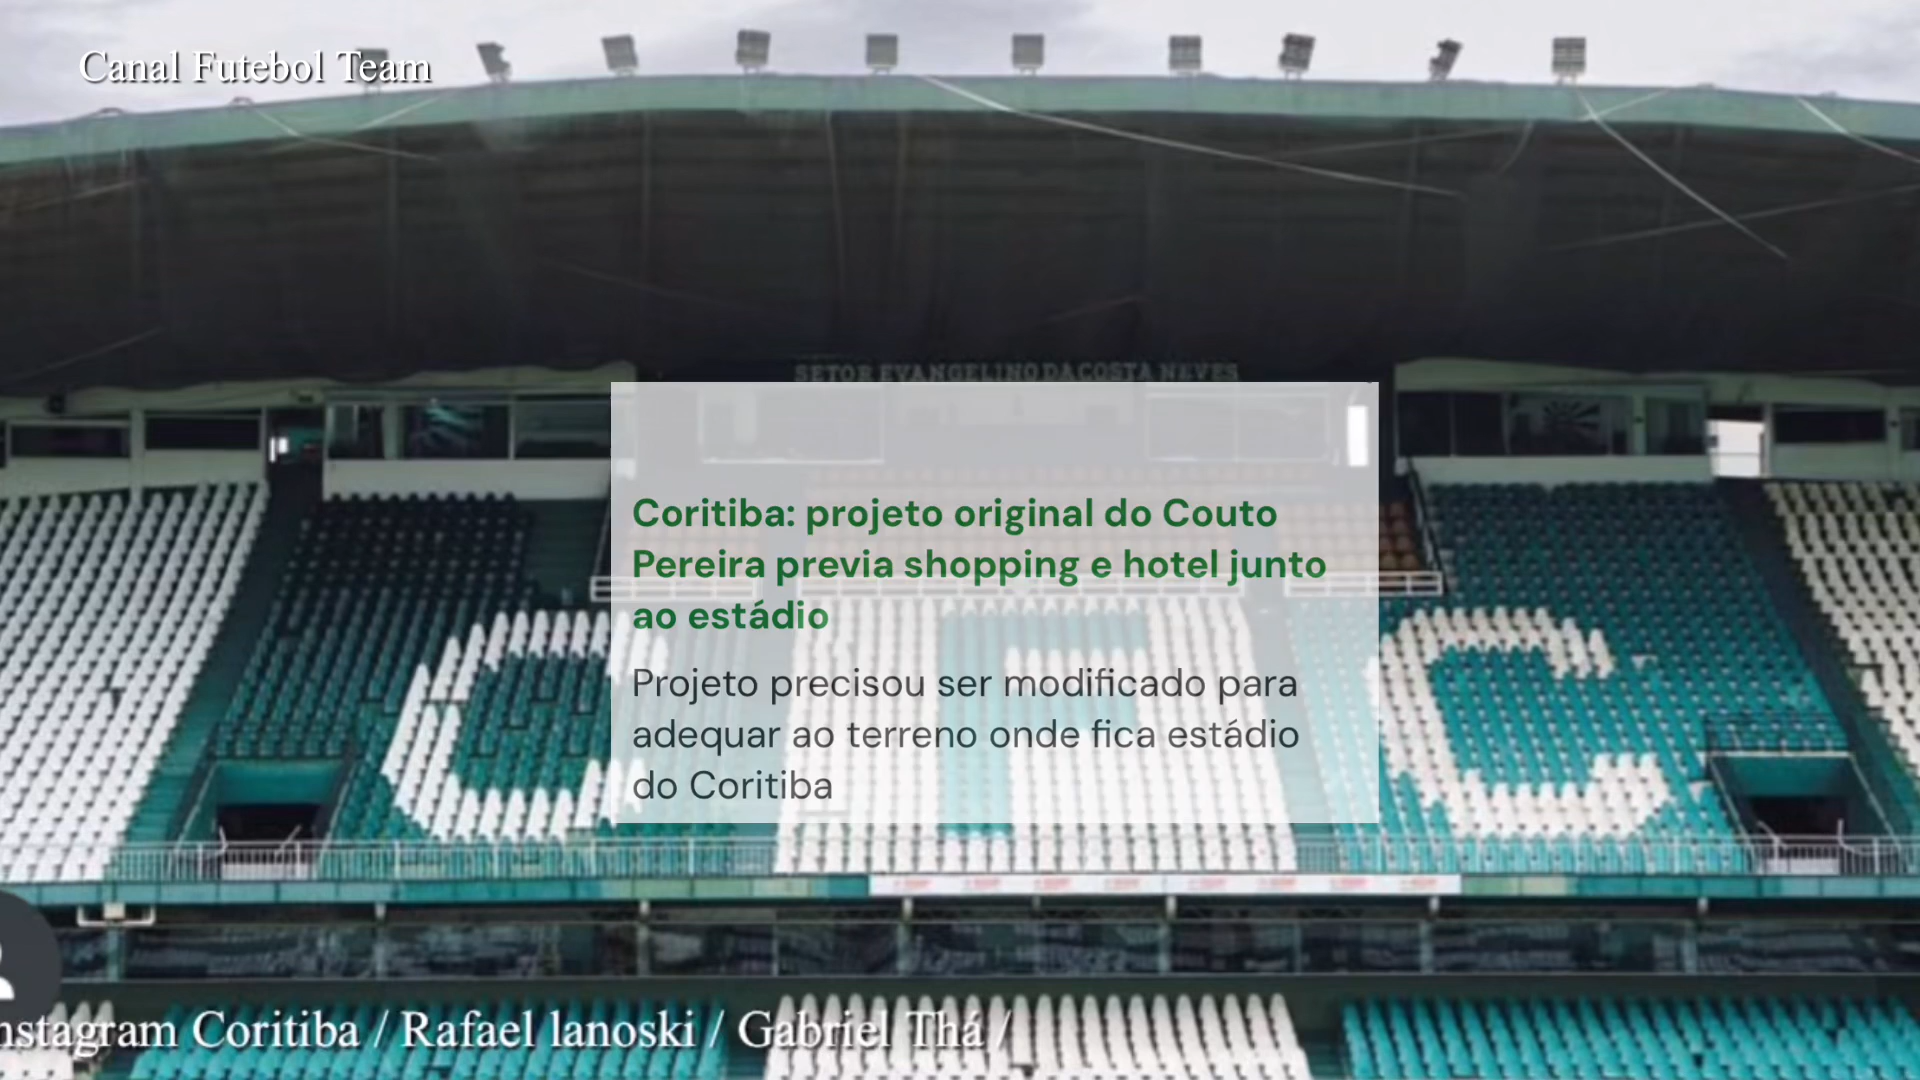 Canal Futebol Team
SETOR EVANGELINO DA COSTA NEVES
Coritiba: projeto original do Couto
Pereira previa shopping e hotel junto
ao estádio
Projeto precisou ser modificado para
adequar ao terreno onde fica estádio
do Coritiba
CFC
nstagram Coritiba / Rafael lanoski / Gabriel Thá /